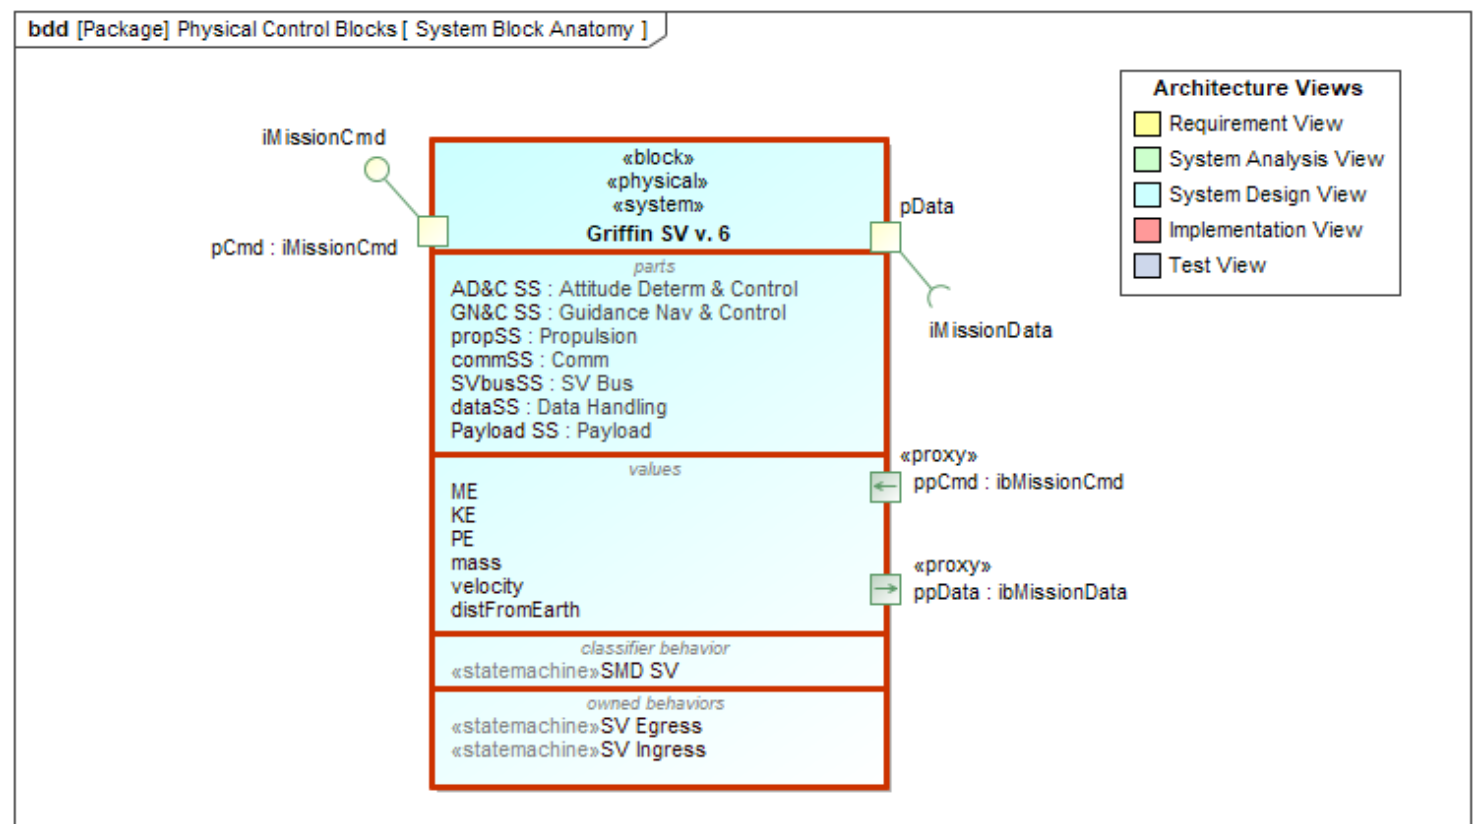 bdd [Package] Physical Control Blocks [ System Block Anatomy ]
Architecture Views
Requirement View
System Analysis View
System Design View
Implementation View
Test View
iMissionCmd
pCmd : iMissionCmd
«block»
«physical»
«system»
Griffin SV v. 6
pData
iMissionData
parts
AD&C SS : Attitude Determ & Control
GN&C SS : Guidance Nav & Control
propSS : Propulsion
commSS : Comm
SVbusSS : SV Bus
dataSS : Data Handling
Payload SS : Payload
values
ME
KE
PE
mass
velocity
distFromEarth
«proxy»
ppCmd : ibMissionCmd
«proxy»
ppData : ibMissionData
classifier behavior
«statemachine»SMD SV
owned behaviors
«statemachine»SV Egress
«statemachine»SV Ingress